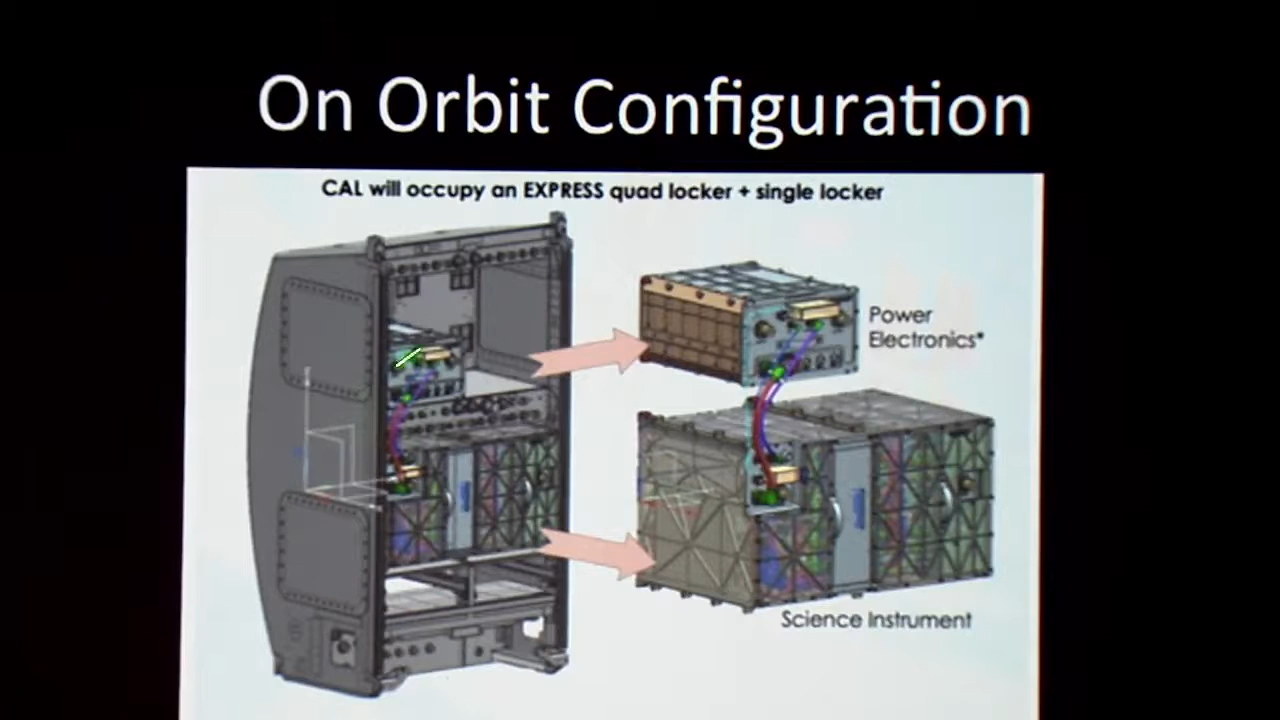 On Orbit Configuration
CAL will occupy an EXPRESS quad locker + single locker
Power
Electronics*
Science Instrument